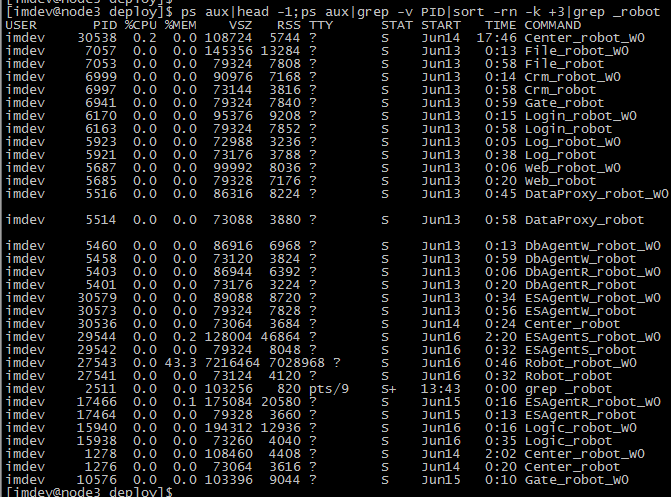 [imdev@node3 deploy]$ ps aux|head -1;ps aux|grep -v PID|sort -rn -k +3|grep _robot
USER PID %CPU %MEM VSZ RSS TTY STAT START TIME COMMAND
imdev 30538 0.2 0.0 108724 5744 ? S Jun14 17:46 Center_robot_W0
imdev 7057 0.0 0.0 145356 13284 ? S Jun13 0:13 File_robot_W0
imdev 7053 0.0 0.0 79324 7808 ? S Jun13 0:58 File_robot
imdev 6999 0.0 0.0 90976 7168 ? S Jun13 0:14 Crm_robot_W0
imdev 6997 0.0 0.0 73144 3816 ? S Jun13 0:58 Crm_robot
imdev 6941 0.0 0.0 79324 7840 ? S Jun13 0:59 Gate_robot
imdev 6170 0.0 0.0 95376 9208 ? S Jun13 0:15 Login_robot_W0
imdev 6163 0.0 0.0 79324 7852 ? S Jun13 0:58 Login_robot
imdev 5923 0.0 0.0 72988 3236 ? S Jun13 0:05 Log_robot_W0
imdev 5921 0.0 0.0 73176 3788 ? S Jun13 0:38 Log_robot
imdev 5687 0.0 0.0 99992 8036 ? S Jun13 0:06 Web_robot_W0
imdev 5685 0.0 0.0 79328 7176 ? S Jun13 0:20 Web_robot
imdev 5516 0.0 0.0 86316 8224 ? S Jun13 0:45 DataProxy_robot_W0
imdev 5514 0.0 0.0 73088 3880 ? S Jun13 0:58 DataProxy_robot
imdev 5460 0.0 0.0 86916 6968 ? S Jun13 0:13 DbAgentW_robot_W0
imdev 5458 0.0 0.0 73120 3824 ? S Jun13 0:59 DbAgentW_robot
imdev 5403 0.0 0.0 86944 6392 ? S Jun13 0:06 DbAgentR_robot_W0
imdev 5401 0.0 0.0 73176 3224 ? S Jun13 0:20 DbAgentR_robot
imdev 30579 0.0 0.0 89088 8720 ? S Jun13 0:34 ESAgentW_robot_W0
imdev 30573 0.0 0.0 79324 7828 ? S Jun13 0:56 ESAgentW_robot
imdev 30536 0.0 0.0 73064 3684 ? S Jun14 0:24 Center_robot
imdev 29544 0.0 0.2 128004 46864 ? S Jun16 2:20 ESAgentS_robot_W0
imdev 29542 0.0 0.0 79324 8048 ? S Jun16 0:32 ESAgentS_robot
imdev 27543 0.0 43.3 7216464 7028968 ? S Jun16 0:46 Robot_robot_W0
imdev 27541 0.0 0.0 73124 4120 ? S Jun16 0:32 Robot_robot
imdev 2511 0.0 0.0 103256 820 pts/9 S+ 13:43 0:00 grep _robot
imdev 17466 0.0 0.1 175084 20580 ? S Jun15 0:16 ESAgentR_robot_W0
imdev 17464 0.0 0.0 79328 3660 ? S Jun15 0:13 ESAgentR_robot
imdev 15940 0.0 0.0 194312 12936 ? S Jun16 0:16 Logic_robot_W0
imdev 15938 0.0 0.0 73260 4040 ? S Jun16 0:35 Logic_robot
imdev 1278 0.0 0.0 108460 4408 ? S Jun14 2:02 Center_robot_W0
imdev 1276 0.0 0.0 73064 3616 ? S Jun14 0:20 Center_robot
imdev 10576 0.0 0.0 103396 9044 ? S Jun15 0:10 Gate_robot_W0
[imdev@node3 deploy]$